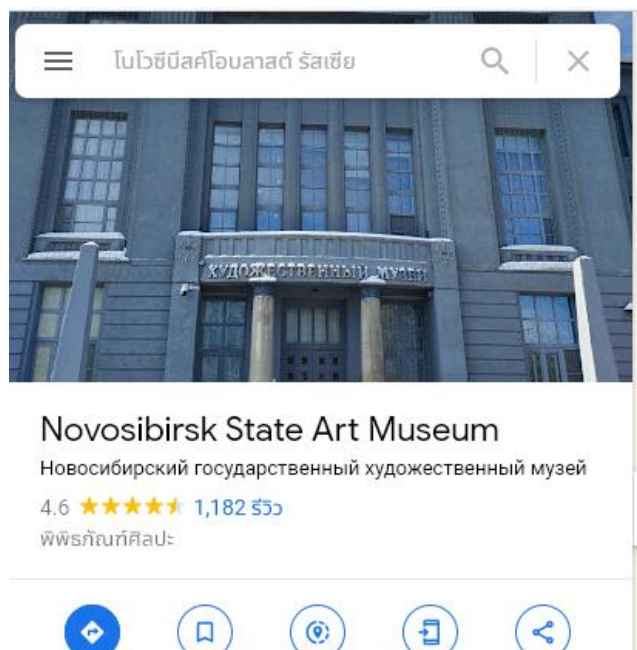 โนโวซีบีสค์โอบลาสต์ รัสเซีย
ХУДОЖЕСТВЕННЫЙ МУЗЕЙ
Novosibirsk State Art Museum
Новосибирский государственный художественный музей
4.6 1,182 รีวิว
พิพิธภัณฑ์ศิลปะ